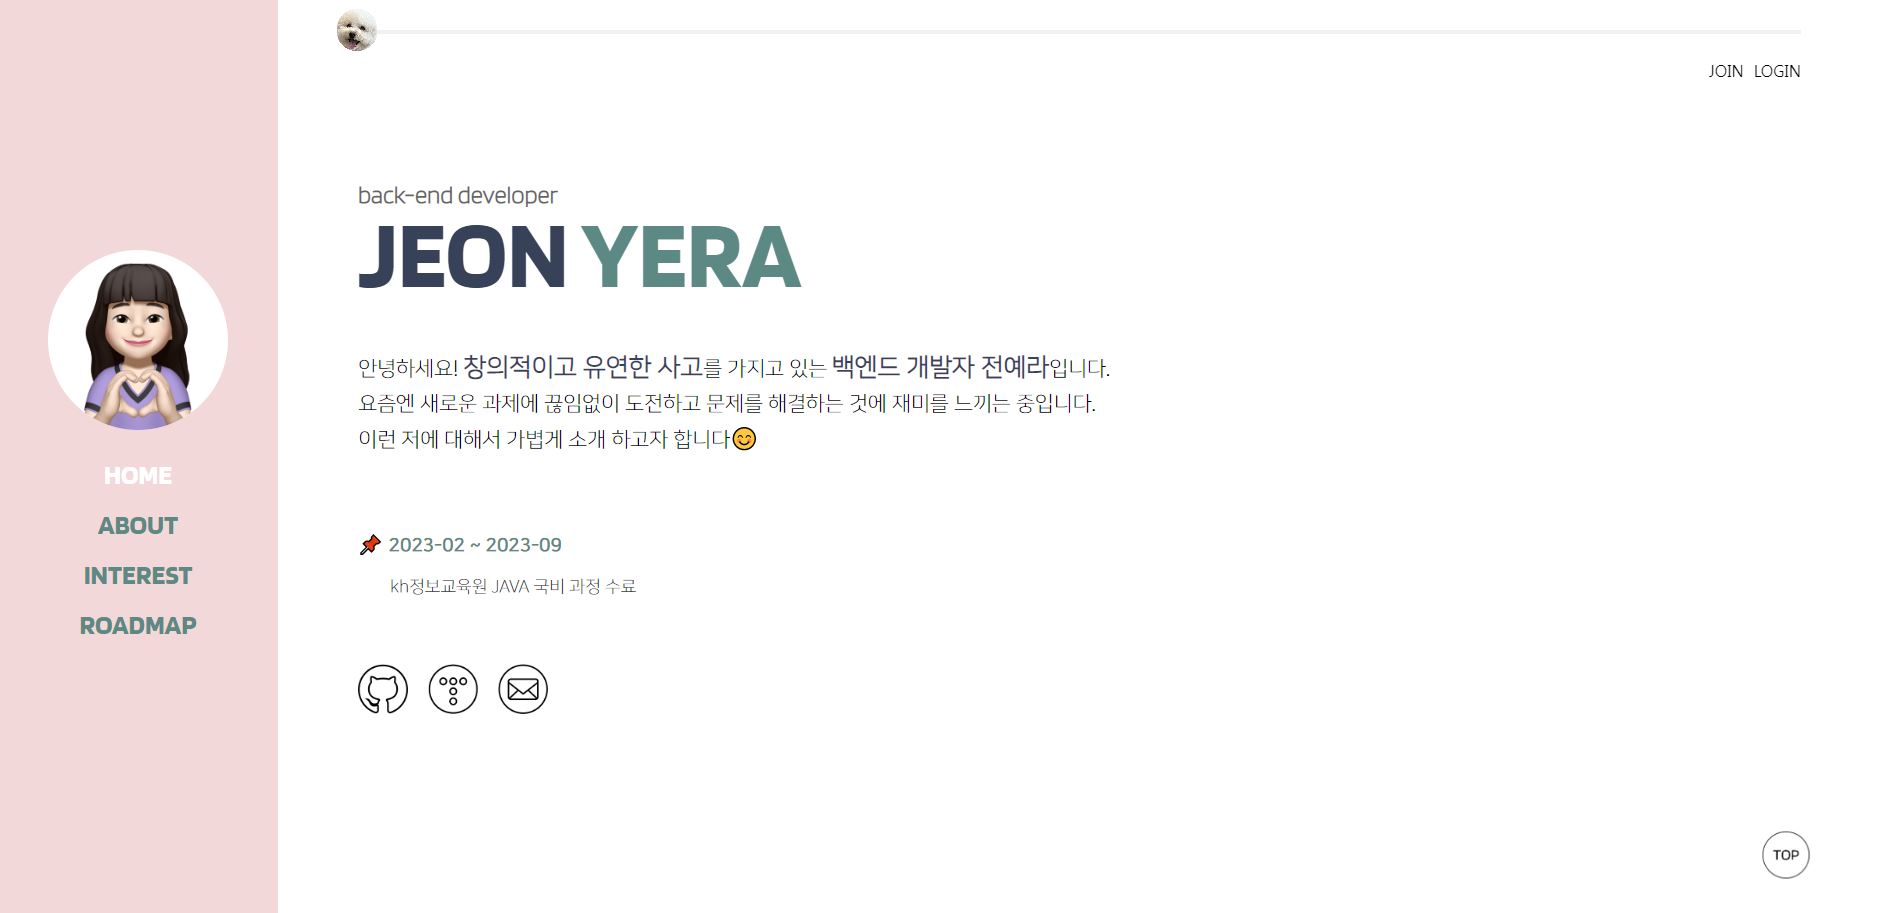 JOIN LOGIN
HOME
ABOUT
INTEREST
ROADMAP
back-end developer
JEON YERA
안녕하세요! 창의적이고 유연한 사고를 가지고 있는 백엔드 개발자 전예라입니다.
요즘엔 새로운 과제에 끊임없이 도전하고 문제를 해결하는 것에 재미를 느끼는 중입니다.
이런 저에 대해서 가볍게 소개 하고자 합니다😊
📌 2023-02 ~ 2023-09
kh정보교육원 JAVA 국비 과정 수료
TOP